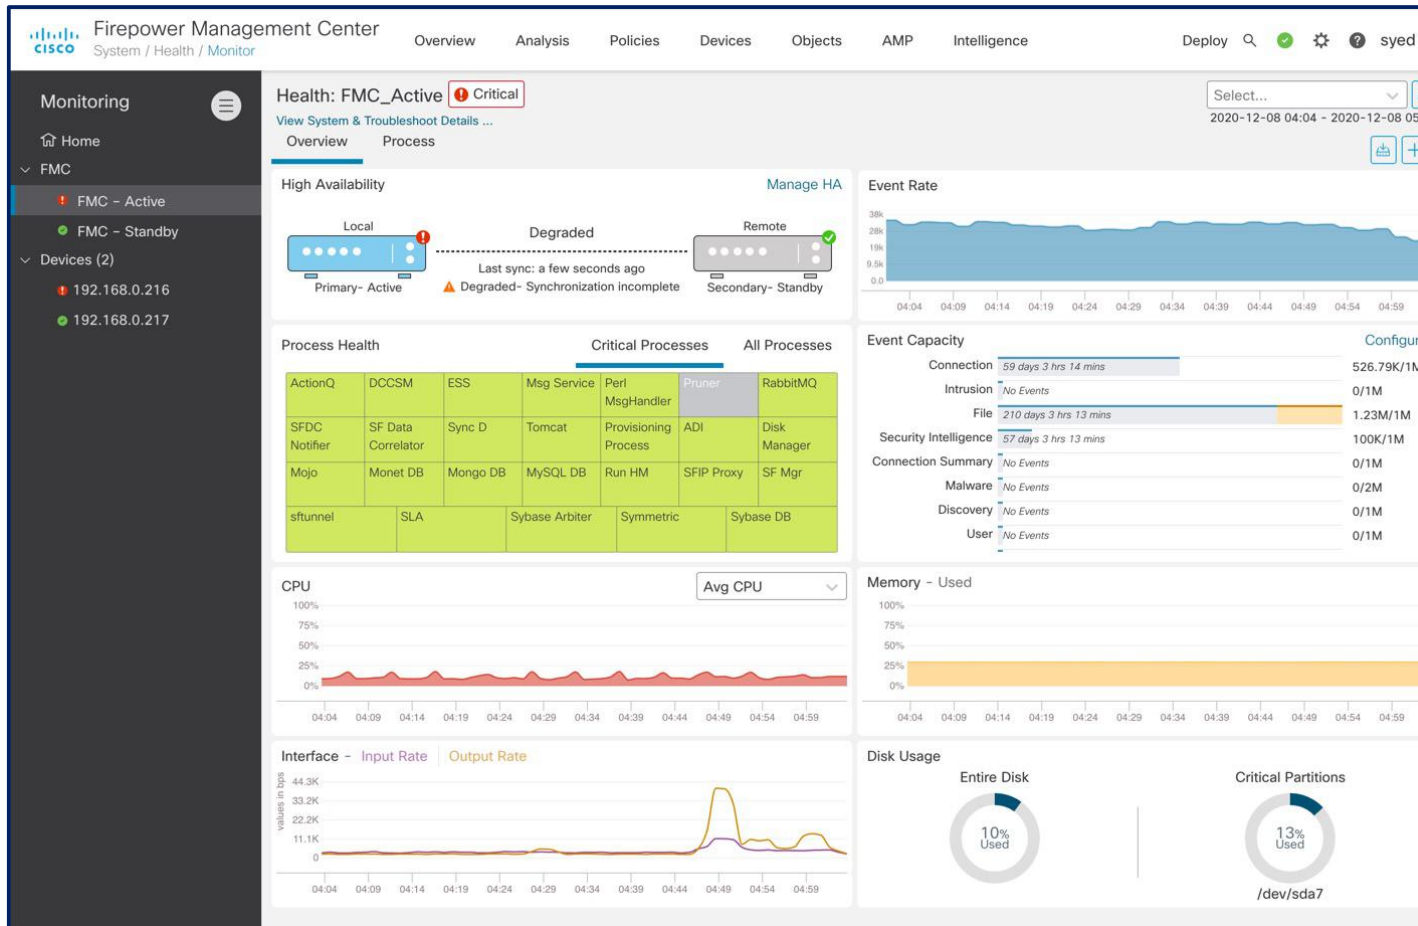 Firepower Management Center
CISCO
System / Health / Monitor
Overview Analysis Policies Devices Objects AMP Intelligence
Deploy syed
Monitoring
Home
FMC
FMC - Active
FMC - Standby
Devices (2)
192.168.0.216
192.168.0.217
Health: FMC_Active Critical
View System & Troubleshoot Details ...
Select...
2020-12-08 04:04 - 2020-12-08 05
Overview Process
High Availability Manage HA
Local Degraded Remote
Last sync: a few seconds ago
Primary- Active Degraded- Synchronization incomplete Secondary- Standby
Event Rate
38k
28k
19k
9.5k
0.0
04:04 04:09 04:14 04:19 04:24 04:29 04:34 04:39 04:44 04:49 04:54 04:59
Process Health Critical Processes All Processes
ActionQ DCCSM ESS Msg Service Perl MsgHandler Pruner RabbitMQ
SFDC Notifier SF Data Correlator Sync D Tomcat Provisioning Process ADI Disk Manager
Mojo Monet DB Mongo DB MySQL DB Run HM SFIP Proxy SF Mgr
sftunnel SLA Sybase Arbiter Symmetric Sybase DB
Event Capacity Configur
Connection 59 days 3 hrs 14 mins 526.79K/1M
Intrusion No Events 0/1M
File 210 days 3 hrs 13 mins 1.23M/1M
Security Intelligence 57 days 3 hrs 13 mins 100K/1M
Connection Summary No Events 0/1M
Malware No Events 0/2M
Discovery No Events 0/1M
User No Events 0/1M
CPU Avg CPU
100%
75%
50%
25%
0%
04:04 04:09 04:14 04:19 04:24 04:29 04:34 04:39 04:44 04:49 04:54 04:59
Memory - Used
100%
75%
50%
25%
0%
04:04 04:09 04:14 04:19 04:24 04:29 04:34 04:39 04:44 04:49 04:54 04:59
Interface - Input Rate Output Rate
values in bps
44.3K
33.2K
22.2K
11.1K
0
04:04 04:09 04:14 04:19 04:24 04:29 04:34 04:39 04:44 04:49 04:54 04:59
Disk Usage
Entire Disk Critical Partitions
10% Used
13% Used
/dev/sda7